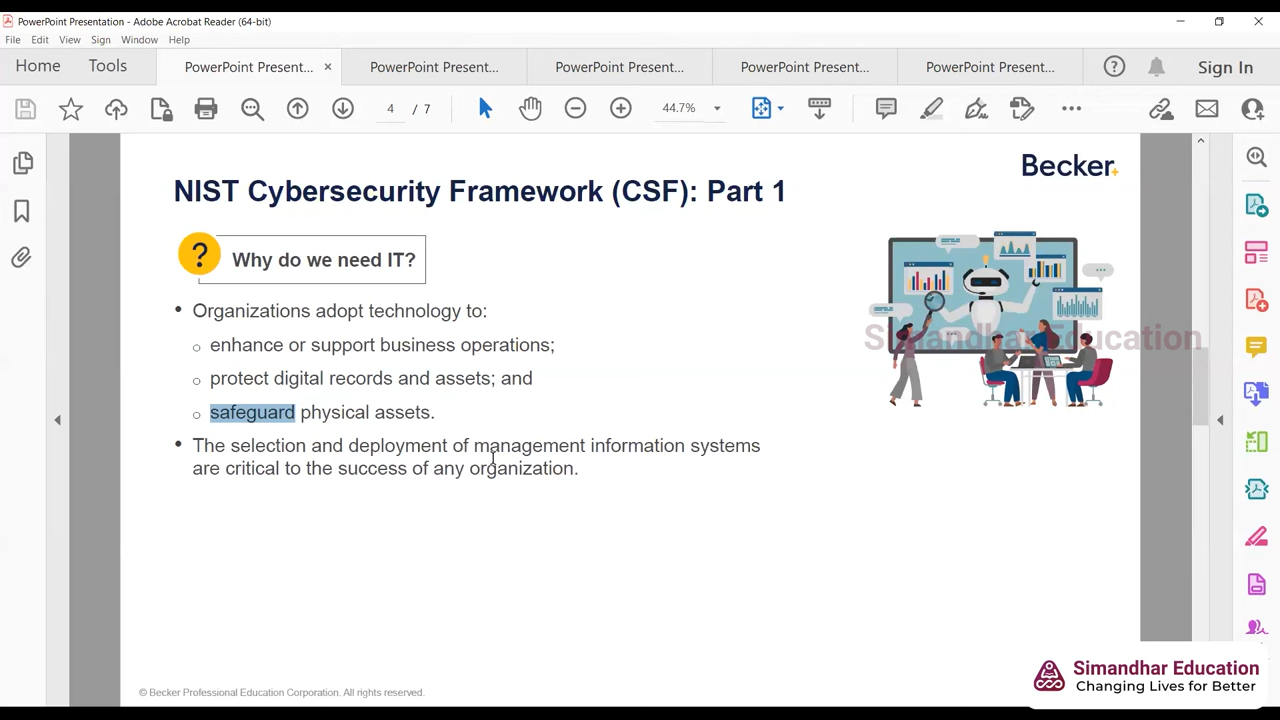 PowerPoint Presentation - Adobe Acrobat Reader (64-bit)
File Edit View Sign Window Help
Home Tools PowerPoint Present... × PowerPoint Present... PowerPoint Present... PowerPoint Present... PowerPoint Present... Sign In
4 / 7 44.7%
Becker
NIST Cybersecurity Framework (CSF): Part 1
? Why do we need IT?
• Organizations adopt technology to:
o enhance or support business operations;
o protect digital records and assets; and
o safeguard physical assets.
• The selection and deployment of management information systems
are critical to the success of any organization.
Simandhar Education
© Becker Professional Education Corporation. All rights reserved.
Simandhar Education
Changing Lives for Better